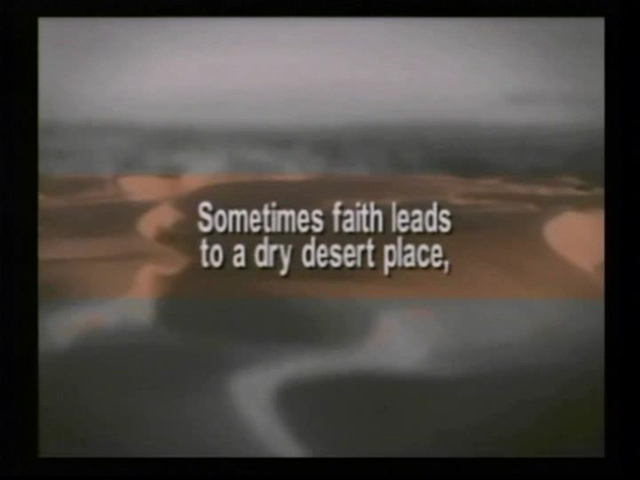 Sometimes faith leads
to a dry desert place,